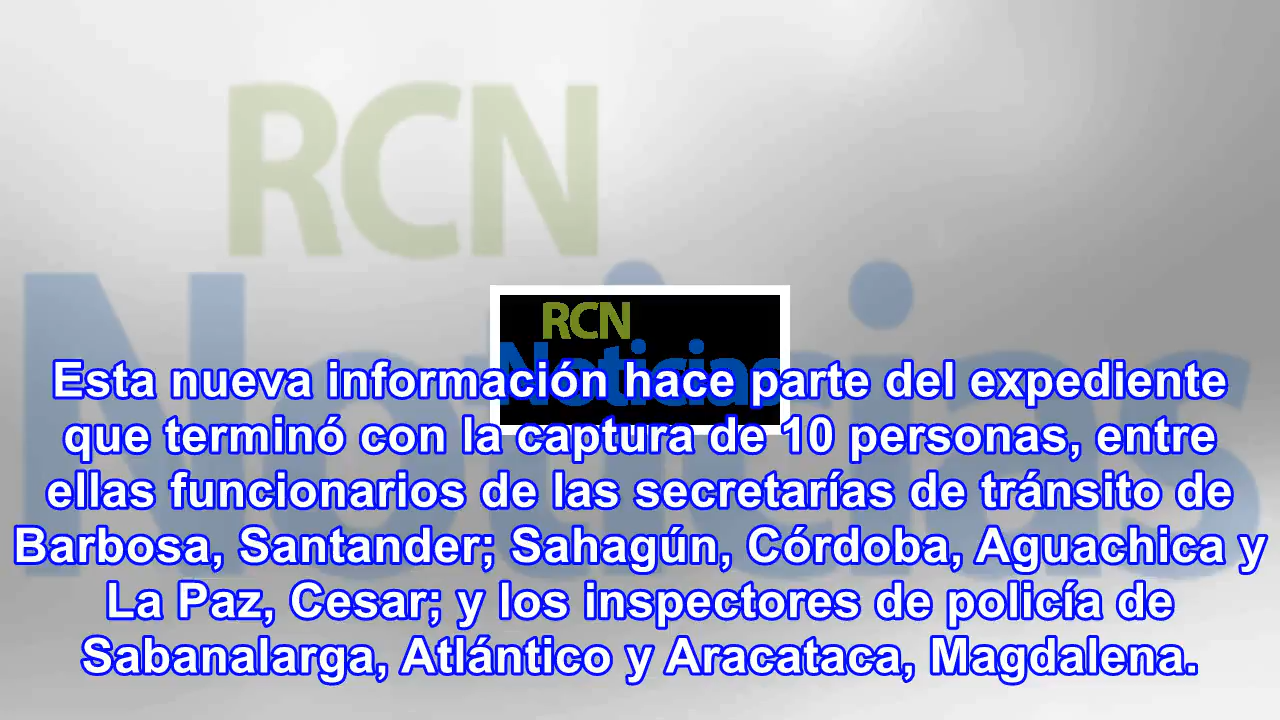 RCN
Noticias
RCN
Noticias
Esta nueva información hace parte del expediente
que terminó con la captura de 10 personas, entre
ellas funcionarios de las secretarías de tránsito de
Barbosa, Santander; Sahagún, Córdoba, Aguachica y
La Paz, Cesar; y los inspectores de policía de
Sabanalarga, Atlántico y Aracataca, Magdalena.